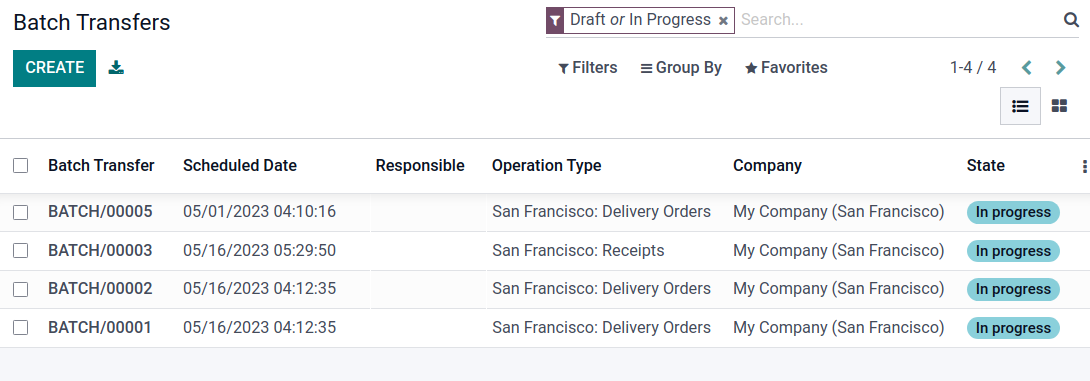 Batch Transfers
Draft or In Progress × Search...
CREATE
Filters Group By Favorites 1-4 / 4
Batch Transfer Scheduled Date Responsible Operation Type Company State
BATCH/00005 05/01/2023 04:10:16 San Francisco: Delivery Orders My Company (San Francisco) In progress
BATCH/00003 05/16/2023 05:29:50 San Francisco: Receipts My Company (San Francisco) In progress
BATCH/00002 05/16/2023 04:12:35 San Francisco: Delivery Orders My Company (San Francisco) In progress
BATCH/00001 05/16/2023 04:12:35 San Francisco: Delivery Orders My Company (San Francisco) In progress